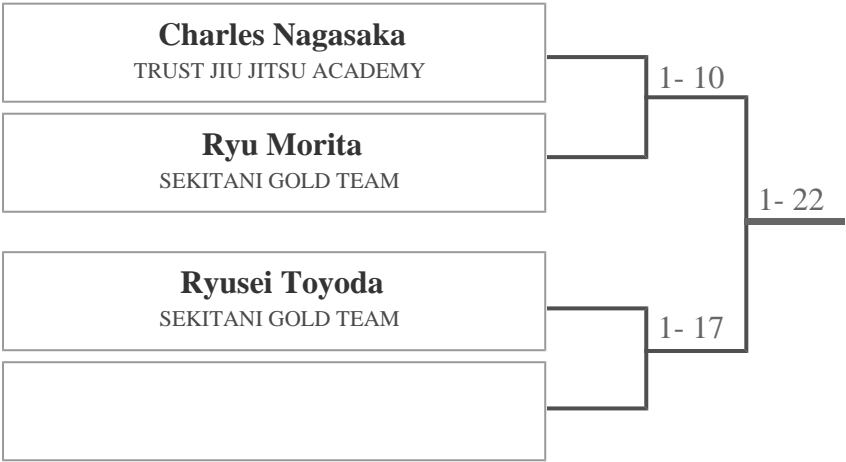 Charles Nagasaka
TRUST JIU JITSU ACADEMY
1- 10
Ryu Morita
SEKITANI GOLD TEAM
1- 22
Ryusei Toyoda
SEKITANI GOLD TEAM
1- 17